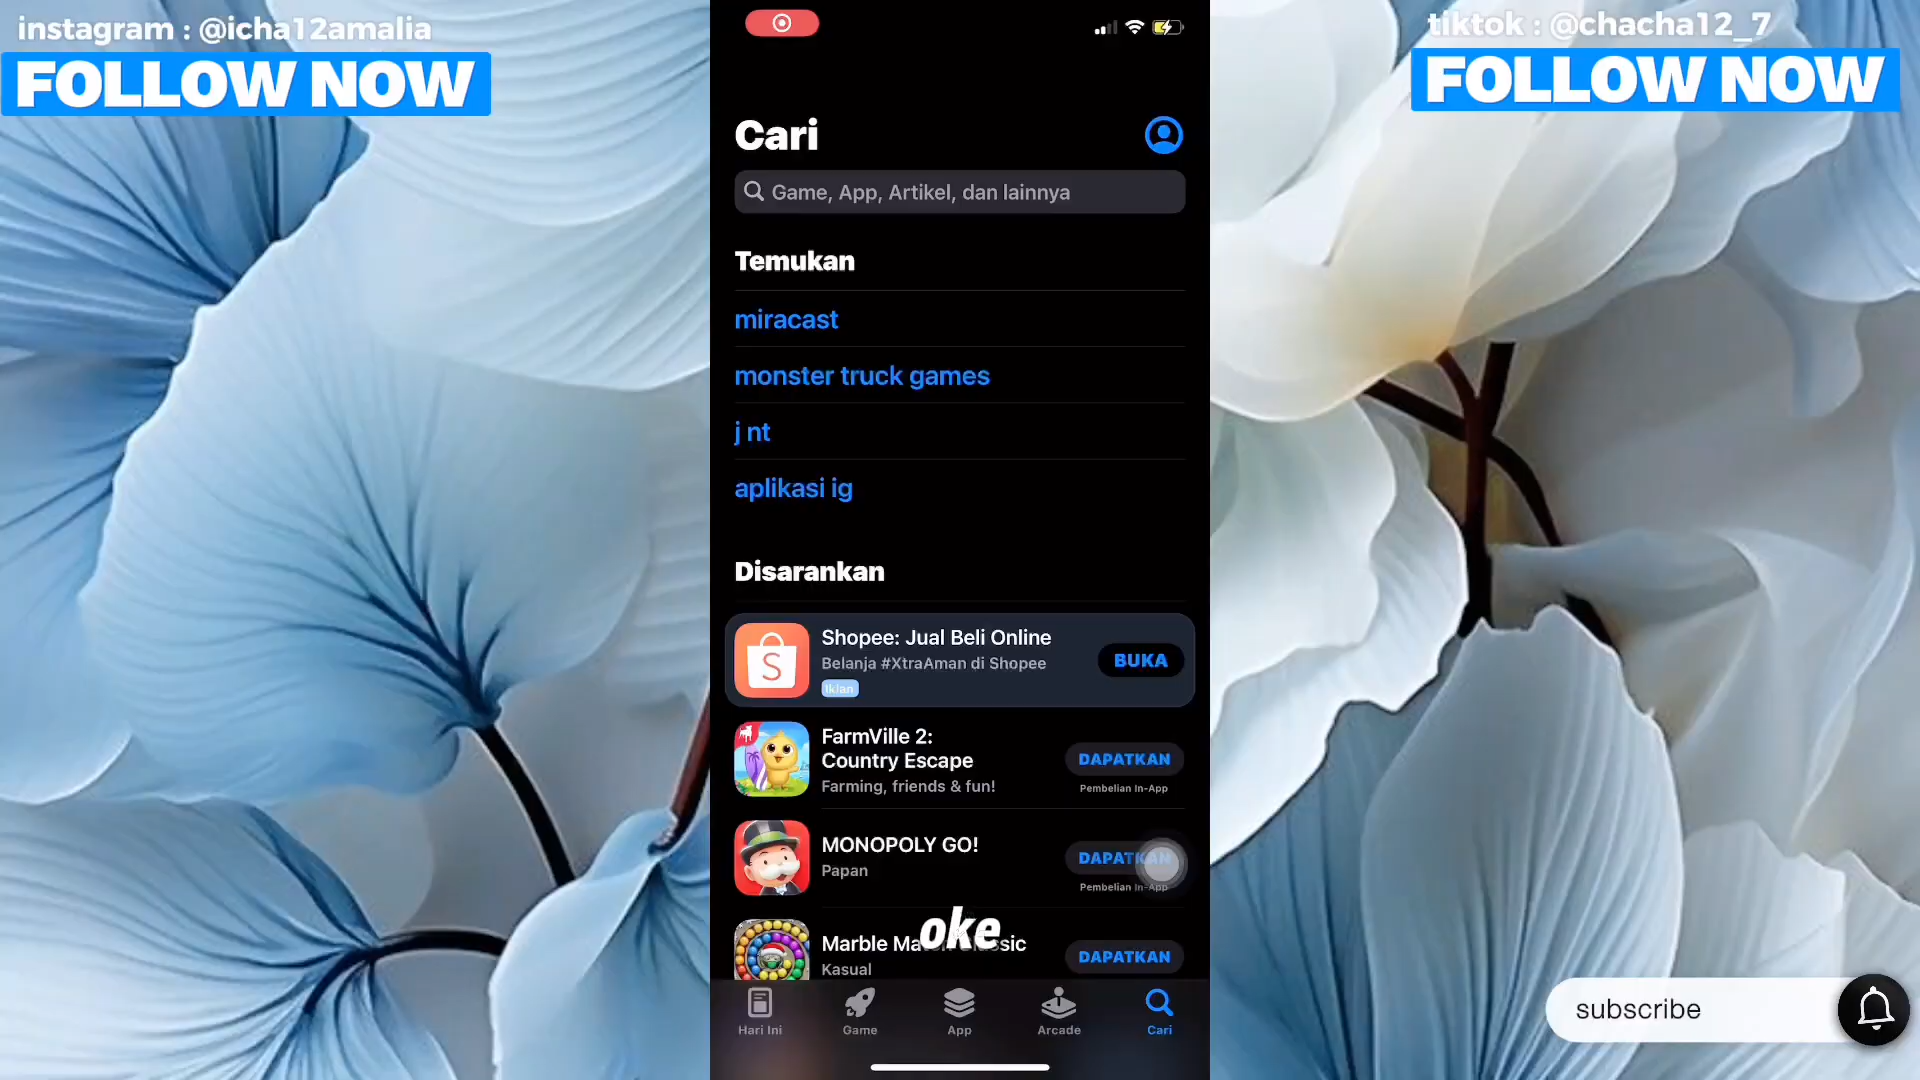 instagram : @icha12amalia
FOLLOW NOW
tiktok : @chacha12_7
FOLLOW NOW
Cari
Game, App, Artikel, dan lainnya
Temukan
miracast
monster truck games
j nt
aplikasi ig
Disarankan
Shopee: Jual Beli Online
Belanja #XtraAman di Shopee
Iklan
BUKA
S
FarmVille 2:
Country Escape
Farming, friends & fun!
DAPATKAN
Pembelian In-App
MONOPOLY GO!
Papan
DAPATKAN
Pembelian In-App
oke
Kasual
DAPATKAN
Hari Ini
Game
App
Arcade
Cari
subscribe